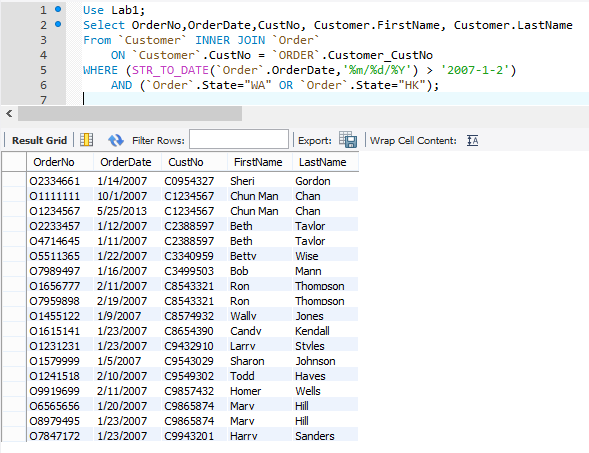 1 Use Lab1;
2 Select OrderNo,OrderDate,CustNo, Customer.FirstName, Customer.LastName
3 From `Customer` INNER JOIN `Order`
4 ON `Customer`.CustNo = `ORDER`.Customer_CustNo
5 WHERE (STR_TO_DATE(`Order`.OrderDate,'%m/%d/%Y') > '2007-1-2')
6 AND (`Order`.State="WA" OR `Order`.State="HK");
7
Result Grid Filter Rows: Export: Wrap Cell Content:
OrderNo OrderDate CustNo FirstName LastName
O2334661 1/14/2007 C0954327 Sheri Gordon
O1111111 10/1/2007 C1234567 Chun Man Chan
O1234567 5/25/2013 C1234567 Chun Man Chan
O2233457 1/12/2007 C2388597 Beth Taylor
O4714645 1/11/2007 C2388597 Beth Taylor
O5511365 1/22/2007 C3340959 Betty Wise
O7989497 1/16/2007 C3499503 Bob Mann
O1656777 2/11/2007 C8543321 Ron Thompson
O7959898 2/19/2007 C8543321 Ron Thompson
O1455122 1/9/2007 C8574932 Wally Jones
O1615141 1/23/2007 C8654390 Candy Kendall
O1231231 1/23/2007 C9432910 Larry Styles
O1579999 1/5/2007 C9543029 Sharon Johnson
O1241518 2/10/2007 C9549302 Todd Hayes
O9919699 2/11/2007 C9857432 Homer Wells
O6565656 1/20/2007 C9865874 Mary Hill
O8979495 1/23/2007 C9865874 Mary Hill
O7847172 1/23/2007 C9943201 Harry Sanders